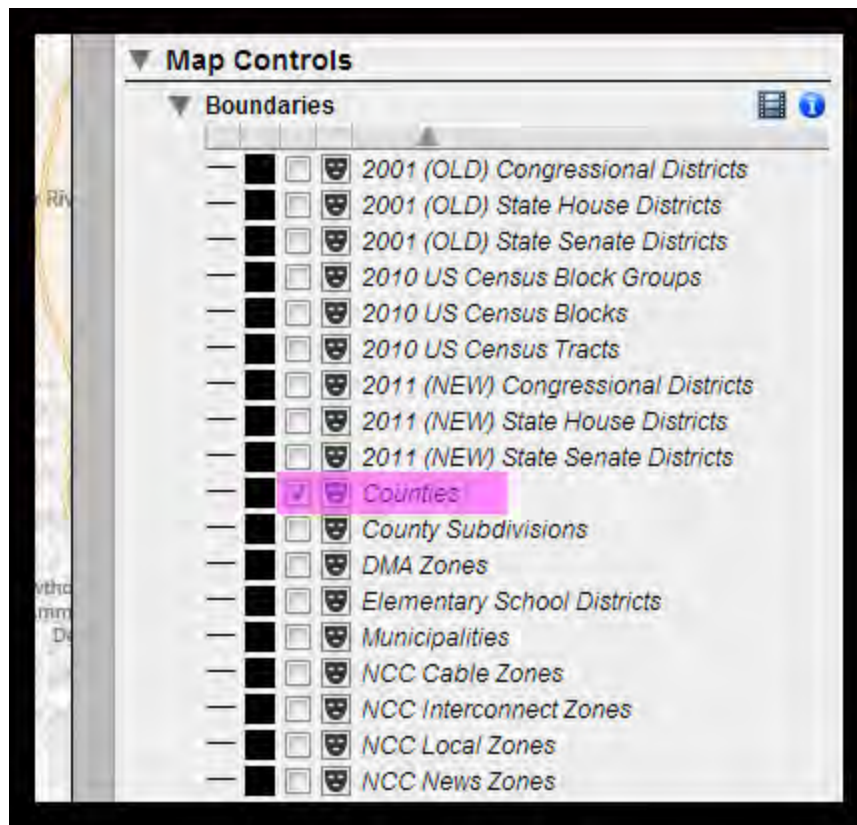 Map Controls
Boundaries
2001 (OLD) Congressional Districts
2001 (OLD) State House Districts
2001 (OLD) State Senate Districts
2010 US Census Block Groups
2010 US Census Blocks
2010 US Census Tracts
2011 (NEW) Congressional Districts
2011 (NEW) State House Districts
2011 (NEW) State Senate Districts
Counties
County Subdivisions
DMA Zones
Elementary School Districts
Municipalities
NCC Cable Zones
NCC Interconnect Zones
NCC Local Zones
NCC News Zones